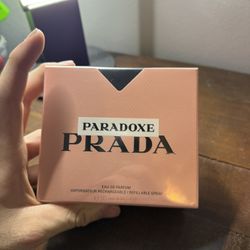 PARADOXE
PRADA
EAU DE PARFUM
VAPORISATEUR RECHARGEABLE / REFILLABLE SPRAY